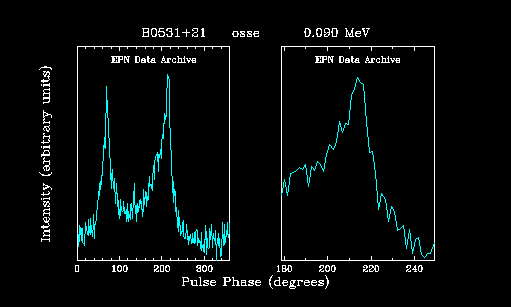 B0531+21 osse 0.090 MeV
EPN Data Archive EPN Data Archive
Intensity (arbitrary units)
0 100 200 300 180 200 220 240
Pulse Phase (degrees)